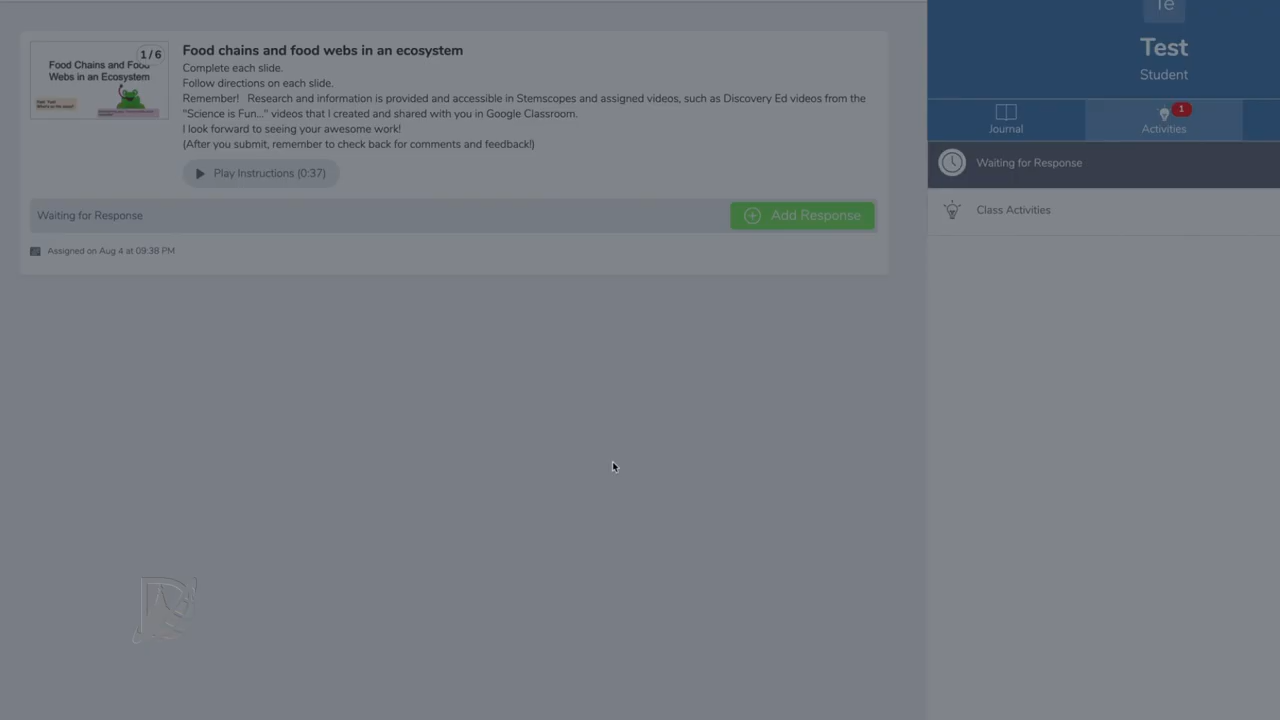 Te
Test
Student
Journal
1
Activities
Waiting for Response
Class Activities
1 / 6
Food Chains and Food
Webs in an Ecosystem
Food chains and food webs in an ecosystem
Complete each slide.
Follow directions on each slide.
Remember!   Research and information is provided and accessible in Stemscopes and assigned videos, such as Discovery Ed videos from the
"Science is Fun..." videos that I created and shared with you in Google Classroom.
I look forward to seeing your awesome work!
(After you submit, remember to check back for comments and feedback!)
Play Instructions (0:37)
Waiting for Response
Add Response
Assigned on Aug 4 at 09:38 PM